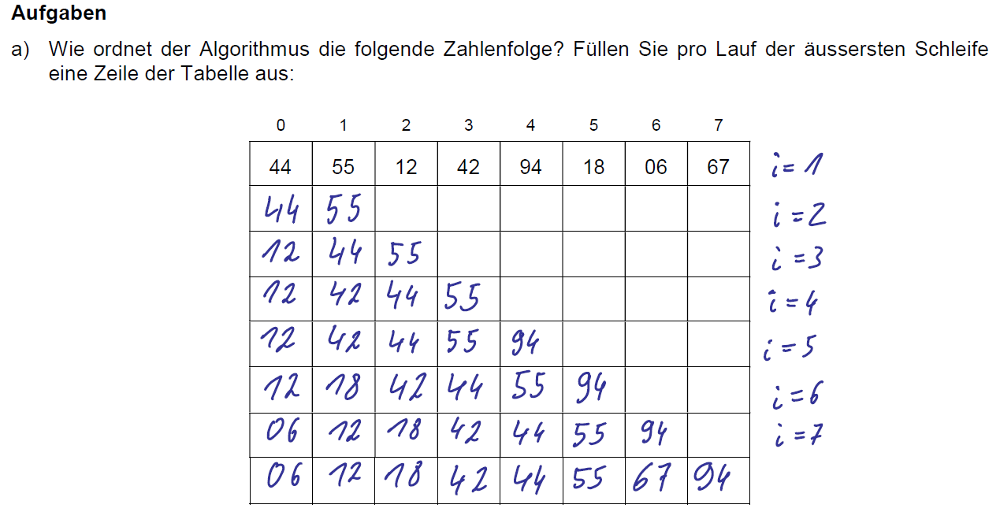 Aufgaben
a) Wie ordnet der Algorithmus die folgende Zahlenfolge? Füllen Sie pro Lauf der äussersten Schleife
eine Zeile der Tabelle aus:
0 1 2 3 4 5 6 7
44 55 12 42 94 18 06 67 i=1
44 55 i=2
12 44 55 i=3
12 42 44 55 i=4
12 42 44 55 94 i=5
12 18 42 44 55 94 i=6
06 12 18 42 44 55 94 i=7
06 12 18 42 44 55 67 94